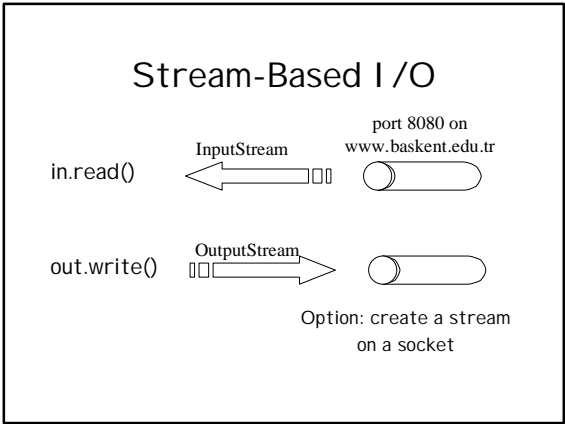 Stream-Based I/O
port 8080 on
www.baskent.edu.tr
InputStream
in.read()
OutputStream
out.write()
Option: create a stream
on a socket